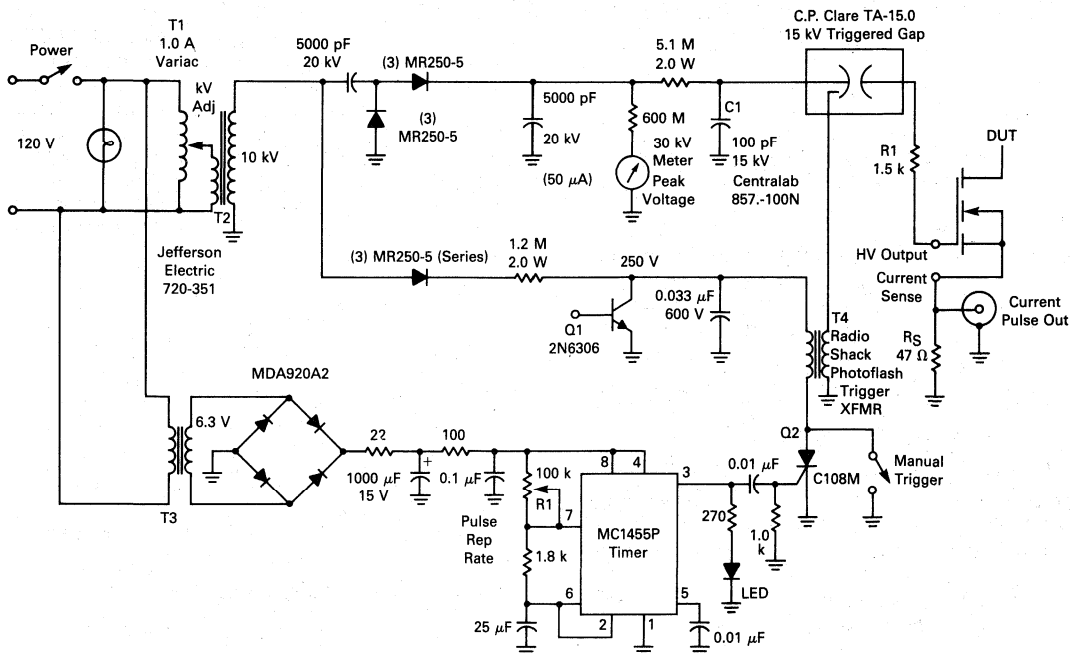 Power
T1
1.0 A
Variac
kV
Adj
120 V
10 kV
T2
Jefferson
Electric
720-351
5000 pF
20 kV
(3) MR250-5
(3)
MR250-5
5000 pF
20 kV
600 M
30 kV
Meter
Peak
Voltage
(50 μA)
5.1 M
2.0 W
C1
100 pF
15 kV
Centralab
857.-100N
C.P. Clare TA-15.0
15 kV Triggered Gap
R1
1.5 k
DUT
HV Output
Current
Sense
Current
Pulse Out
RS
47 Ω
(3) MR250-5 (Series)
1.2 M
2.0 W
250 V
Q1
2N6306
0.033 μF
600 V
T4
Radio
Shack
Photoflash
Trigger
XFMR
MDA920A2
6.3 V
T3
22
1000 μF
15 V
+
100
0.1 μF
100 k
R1
Pulse
Rep
Rate
1.8 k
25 μF
8
4
3
7
MC1455P
Timer
6
5
2
1
0.01 μF
270
LED
0.01 μF
1.0
k
Q2
C108M
Manual
Trigger